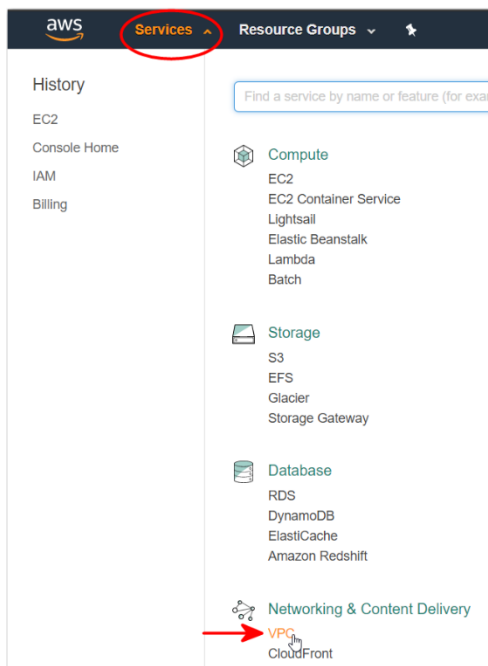 aws Services Resource Groups
History
EC2
Console Home
IAM
Billing
Find a service by name or feature (for exa
Compute
EC2
EC2 Container Service
Lightsail
Elastic Beanstalk
Lambda
Batch
Storage
S3
EFS
Glacier
Storage Gateway
Database
RDS
DynamoDB
ElastiCache
Amazon Redshift
Networking & Content Delivery
VPC
CloudFront